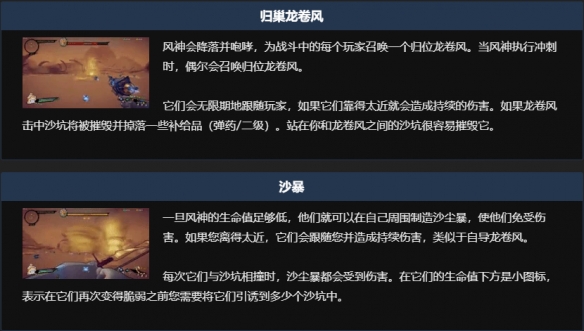 归巢龙卷风
风神会降落并咆哮，为战斗中的每个玩家召唤一个归位龙卷风。当风神执行冲刺
时，偶尔会召唤归位龙卷风。
它们会无限期地跟随玩家，如果它们靠得太近就会造成持续的伤害。如果龙卷风
击中沙坑将被摧毁并掉落一些补给品（弹药/二级）。站在你和龙卷风之间的沙坑很容易摧毁它。
沙暴
一旦风神的生命值足够低，他们就可以在自己周围制造沙尘暴，使他们免受伤
害。如果您离得太近，它们会跟随您并造成持续伤害，类似于自导龙卷风。
每次它们与沙坑相撞时，沙尘暴都会受到伤害。在它们的生命值下方是小图标，
表示在它们再次变得脆弱之前您需要将它们引诱到多少个沙坑中。